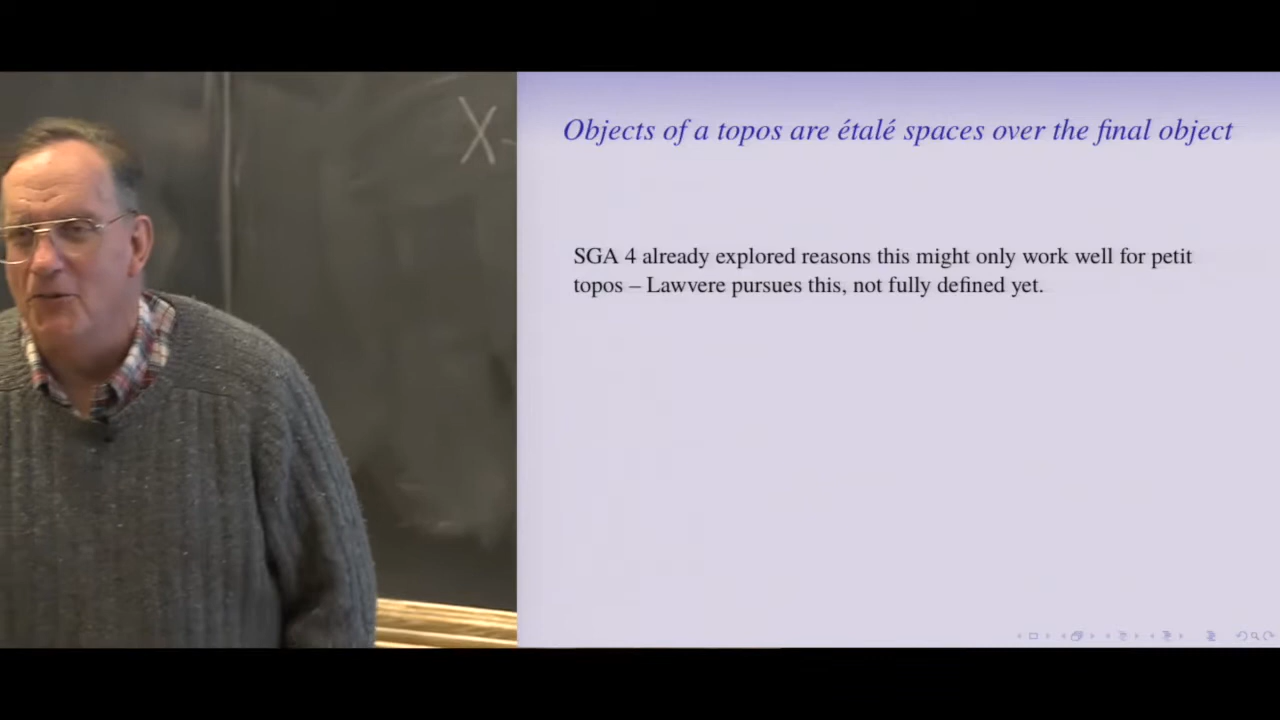 X
Objects of a topos are étalé spaces over the final object
SGA 4 already explored reasons this might only work well for petit
topos – Lawvere pursues this, not fully defined yet.